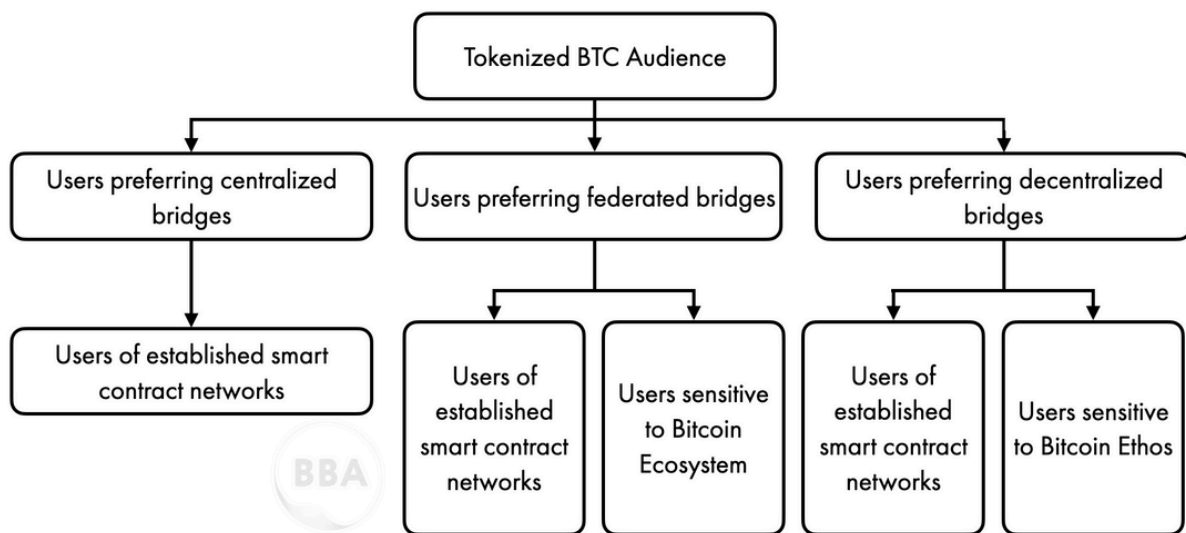 Tokenized BTC Audience
Users preferring centralized
bridges
Users preferring federated bridges
Users preferring decentralized
bridges
Users of established smart
contract networks
Users of
established
smart contract
networks
Users sensitive
to Bitcoin
Ecosystem
Users of
established
smart contract
networks
Users sensitive
to Bitcoin Ethos
BBA